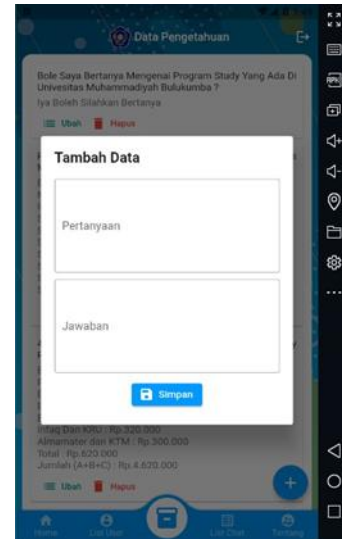 Data Pengetahuan
Bole Saya Bertanya Mengenai Program Study Yang Ada Di
Univesitas Muhammadiyah Bulukumba ?
Iya Boleh Silahkan Bertanya
Ubah Hapus
Tambah Data
Pertanyaan
Jawaban
Simpan
Infaq Dan KRU : Rp.320.000
Almamater dan KTM : Rp.300.000
Total : Rp.620.000
Jumlah (A+B+C) : Rp.4.620.000
Ubah Hapus
+
Home List User List Chat Tentang